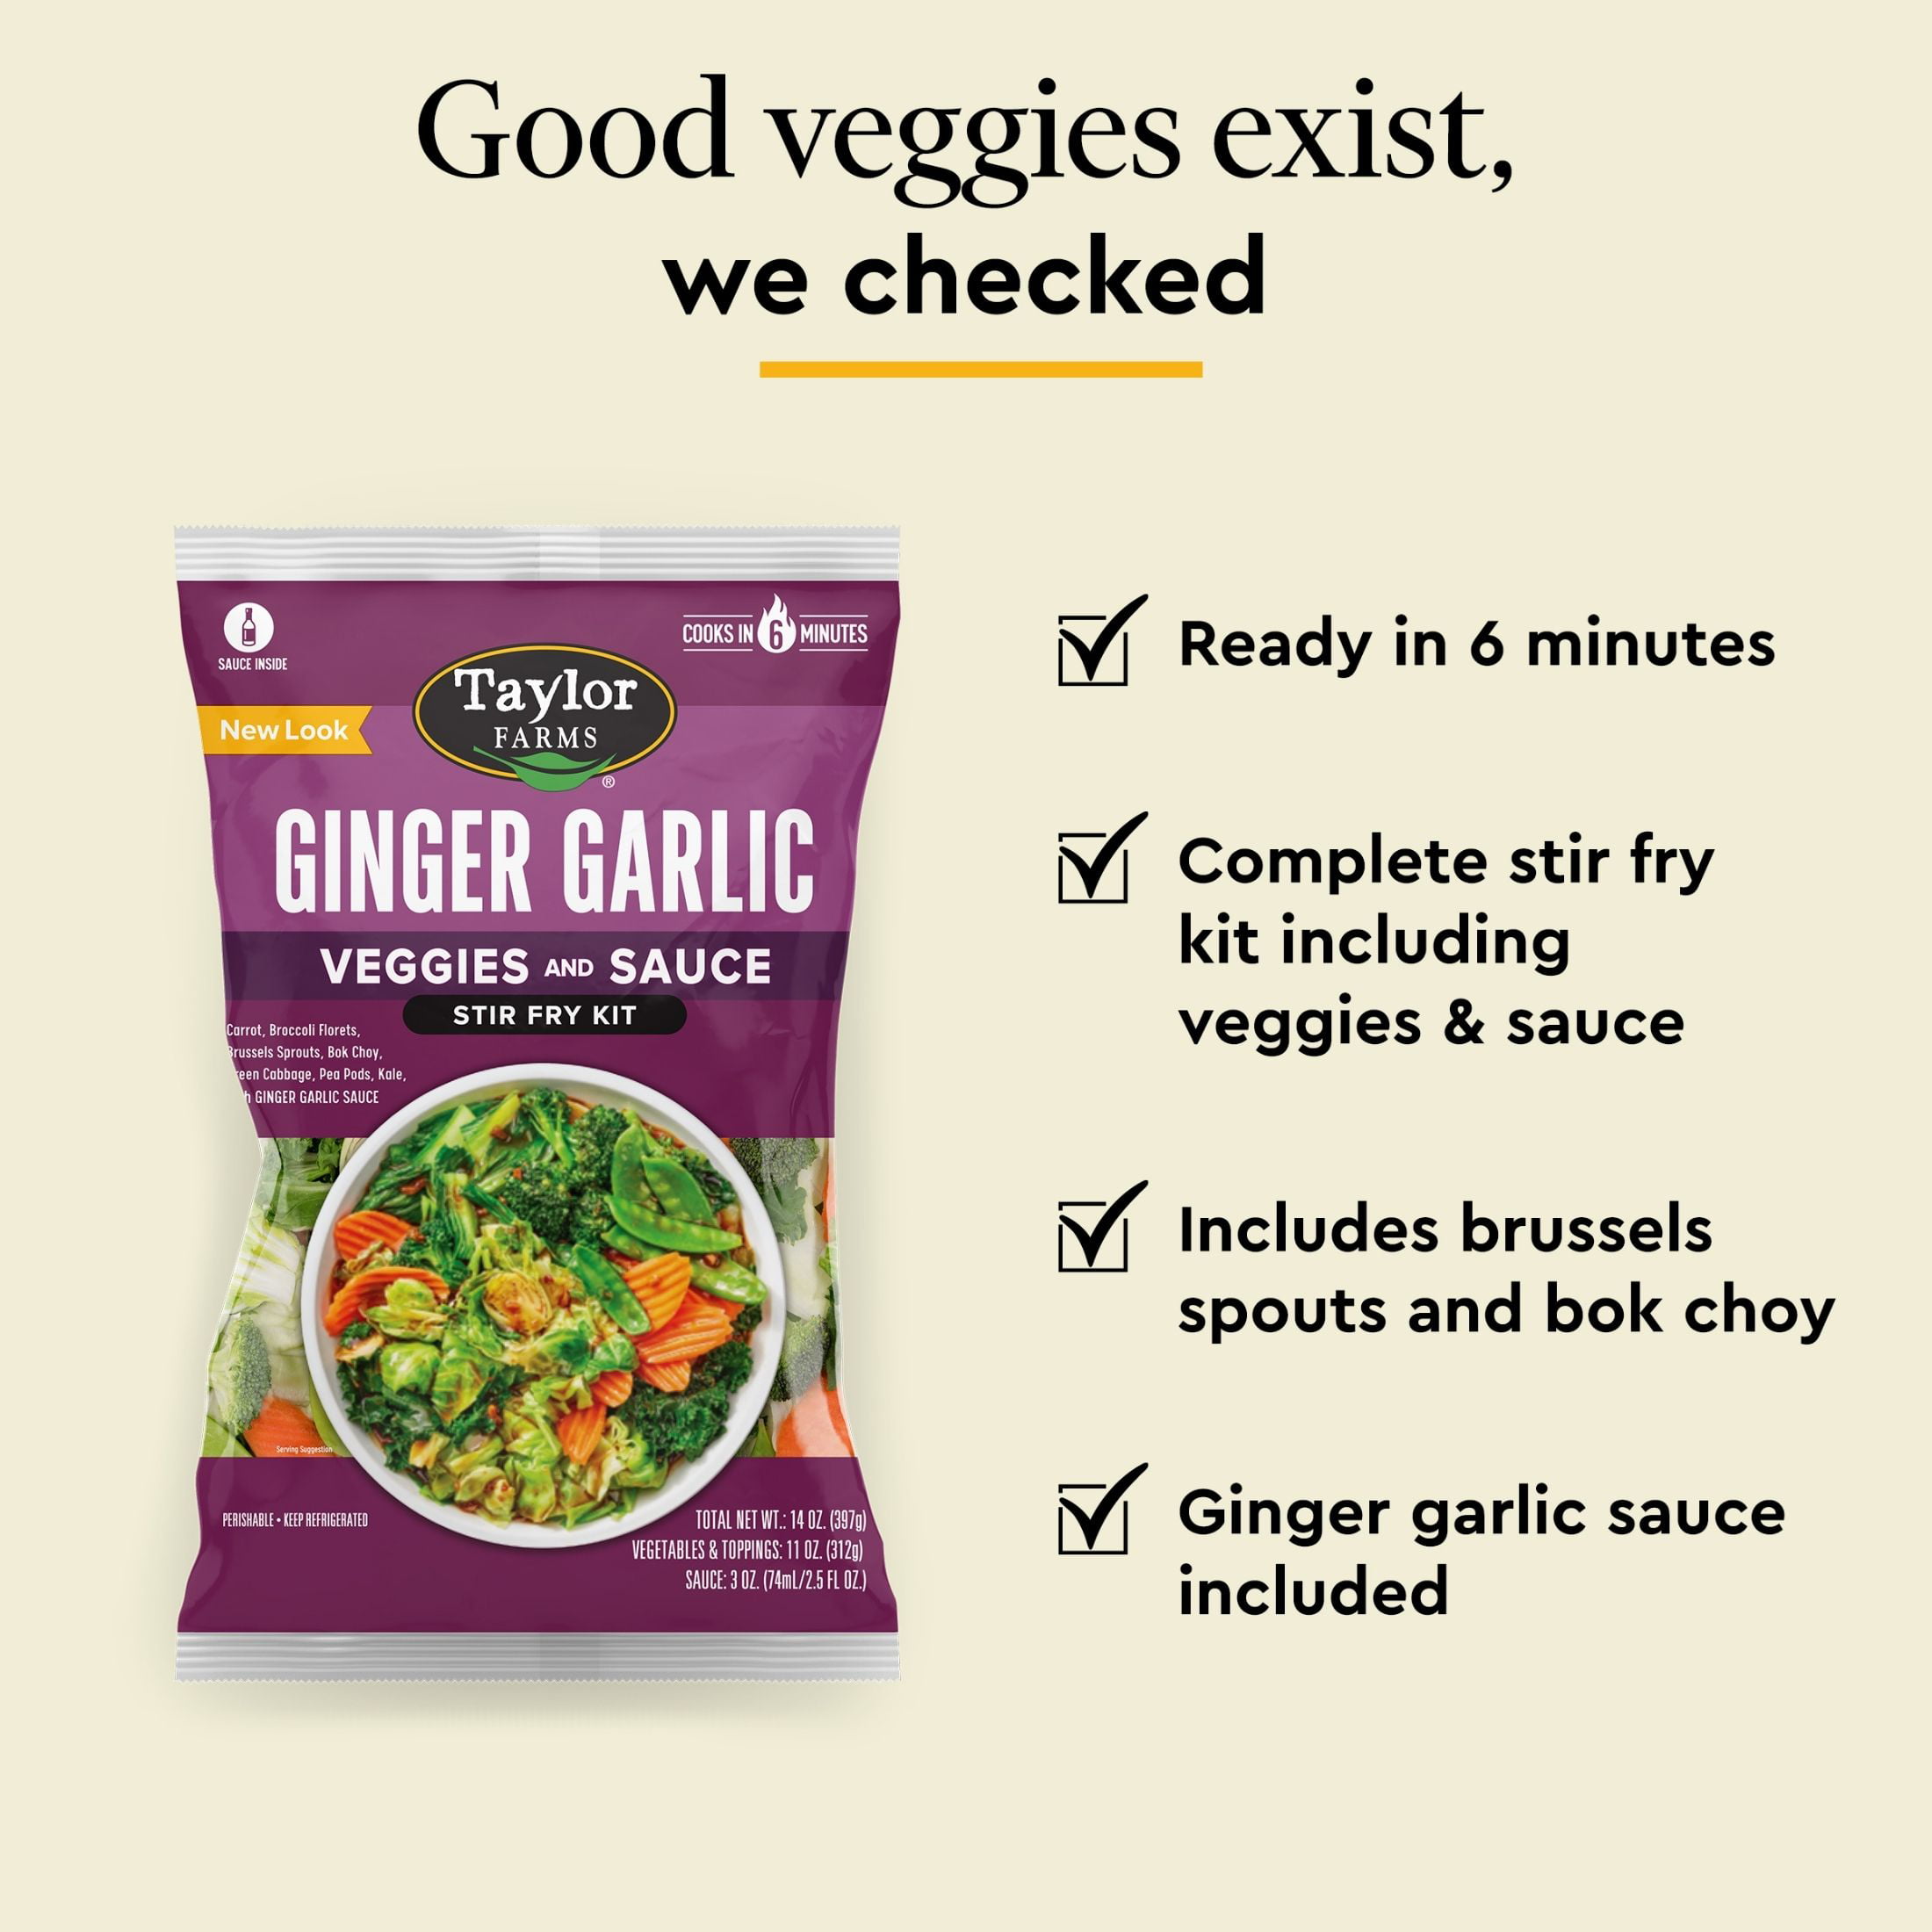 Good veggies exist,
we checked
SAUCE INSIDE
COOKS IN 6 MINUTES
New Look
Taylor
FARMS
®
GINGER GARLIC
VEGGIES AND SAUCE
STIR FRY KIT
Carrot, Broccoli Florets,
Brussels Sprouts, Bok Choy,
Cabbage, Pea Pods, Kale,
GINGER GARLIC SAUCE
Serving Suggestion
PERISHABLE • KEEP REFRIGERATED
TOTAL NET WT.: 14 OZ. (397g)
VEGETABLES & TOPPINGS: 11 OZ. (312g)
SAUCE: 3 OZ. (74mL/2.5 FL OZ.)
Ready in 6 minutes
Complete stir fry
kit including
veggies & sauce
Includes brussels
spouts and bok choy
Ginger garlic sauce
included